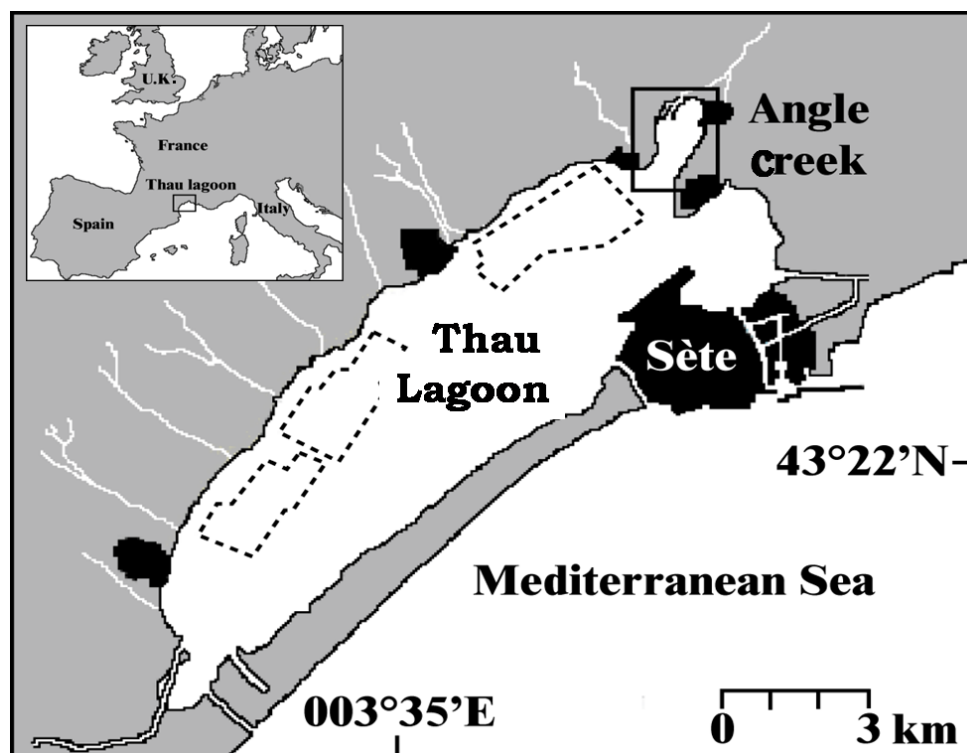 U.K.
France
Thau lagoon
Spain
Italy
Angle
creek
Thau
Lagoon
Sète
43°22’N
Mediterranean Sea
003°35’E
0 3 km